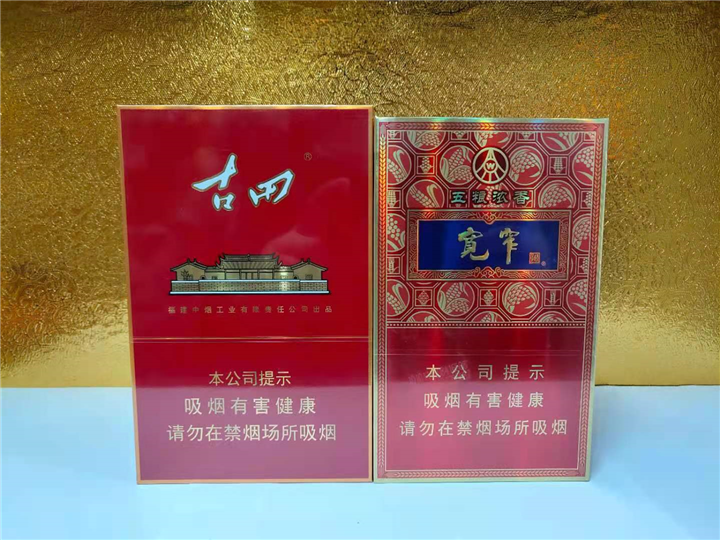 古田
®
福建中烟工业有限责任公司出品
本公司提示
吸烟有害健康
请勿在禁烟场所吸烟
五粮浓香
宽窄
®
本公司提示
吸烟有害健康
请勿在禁烟场所吸烟